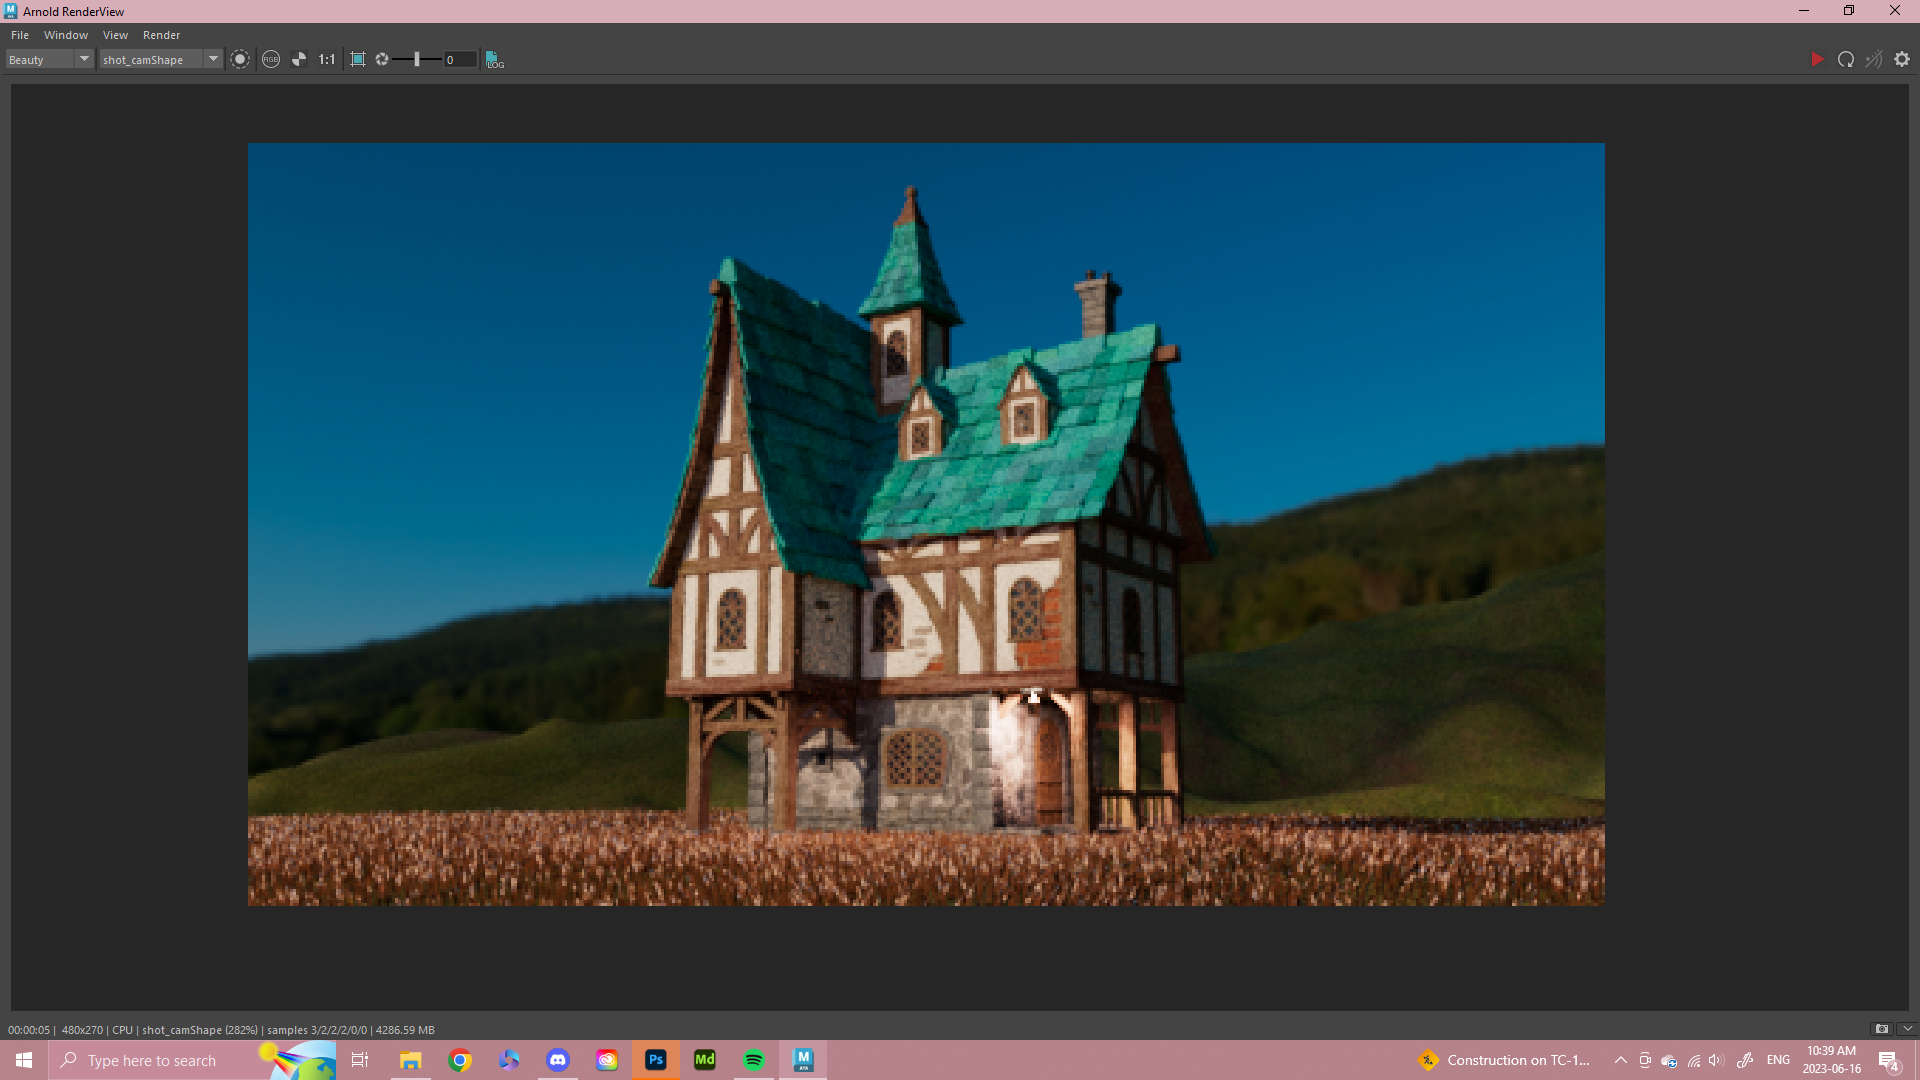 Arnold RenderView
File Window View Render
Beauty shot_camShape RGB 1:1 0 LOG
00:00:05 | 480x270 | CPU | shot_camShape (282%) | samples 3/2/2/2/0/0 | 4286.59 MB
Type here to search
Ps
Md
M
Construction on TC-1...
ENG
10:39 AM
2023-06-16
4